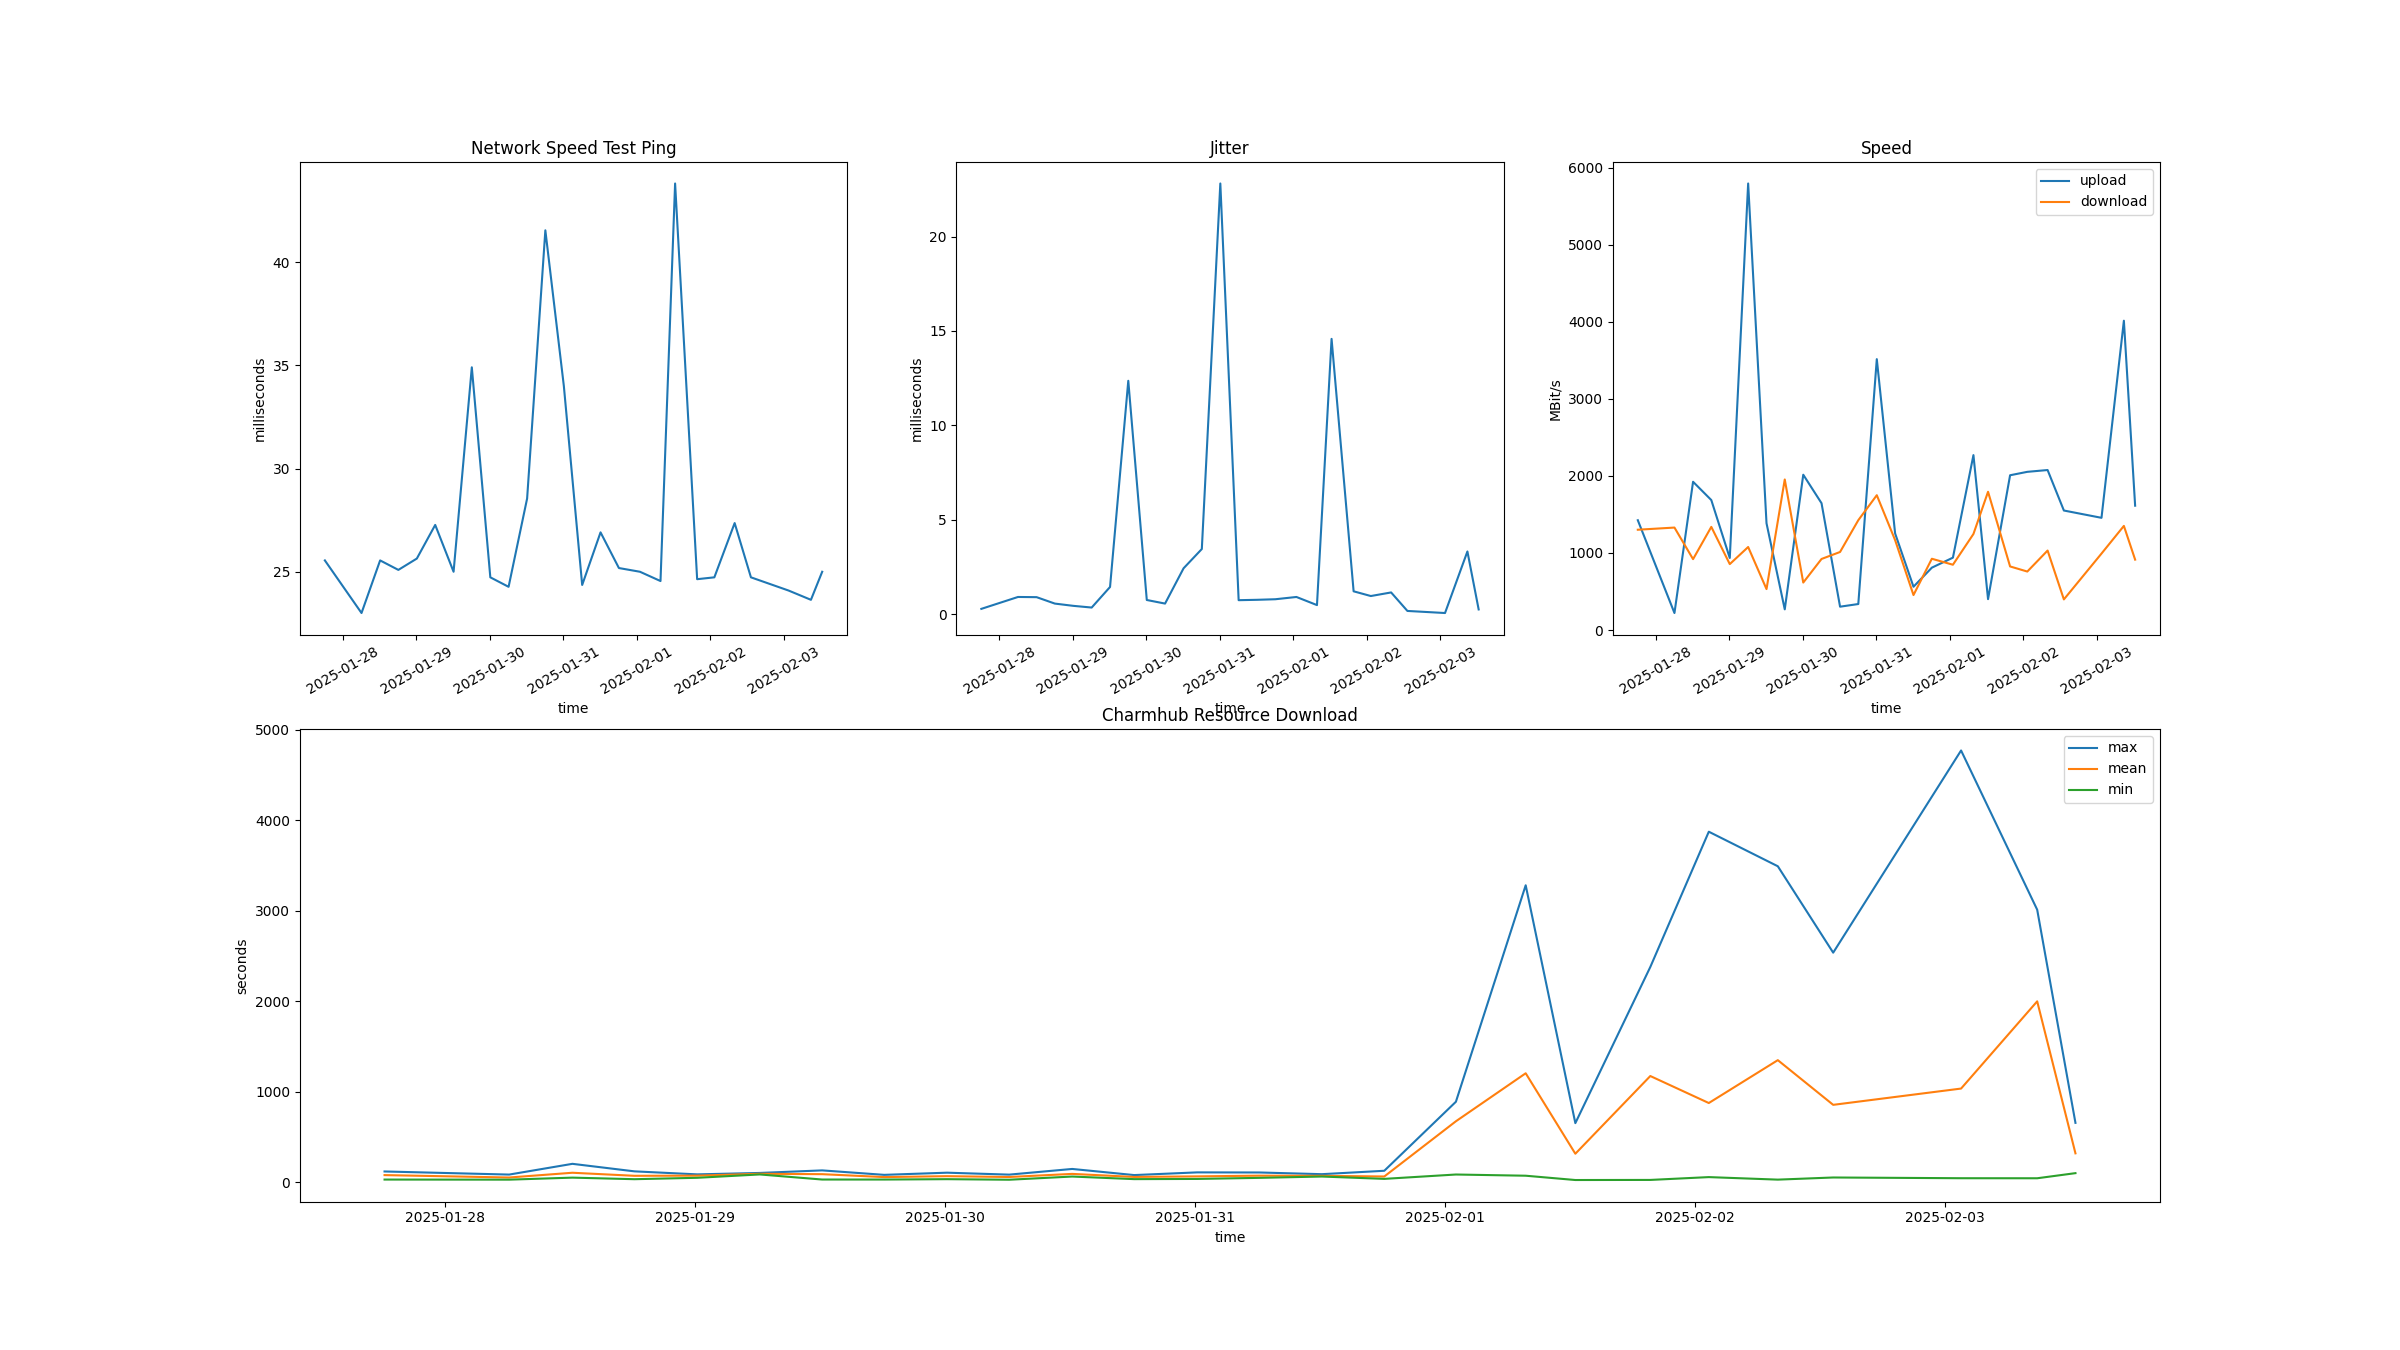 Network Speed Test Ping
milliseconds
40
35
30
25
2025-01-28 2025-01-29 2025-01-30 2025-01-31 2025-02-01 2025-02-02 2025-02-03
time
Jitter
milliseconds
20
15
10
5
0
2025-01-28 2025-01-29 2025-01-30 2025-01-31 2025-02-01 2025-02-02 2025-02-03
time
Speed
MBit/s
6000
5000
4000
3000
2000
1000
0
upload
download
2025-01-28 2025-01-29 2025-01-30 2025-01-31 2025-02-01 2025-02-02 2025-02-03
time
Charmhub Resource Download
seconds
5000
4000
3000
2000
1000
0
max
mean
min
2025-01-28 2025-01-29 2025-01-30 2025-01-31 2025-02-01 2025-02-02 2025-02-03
time